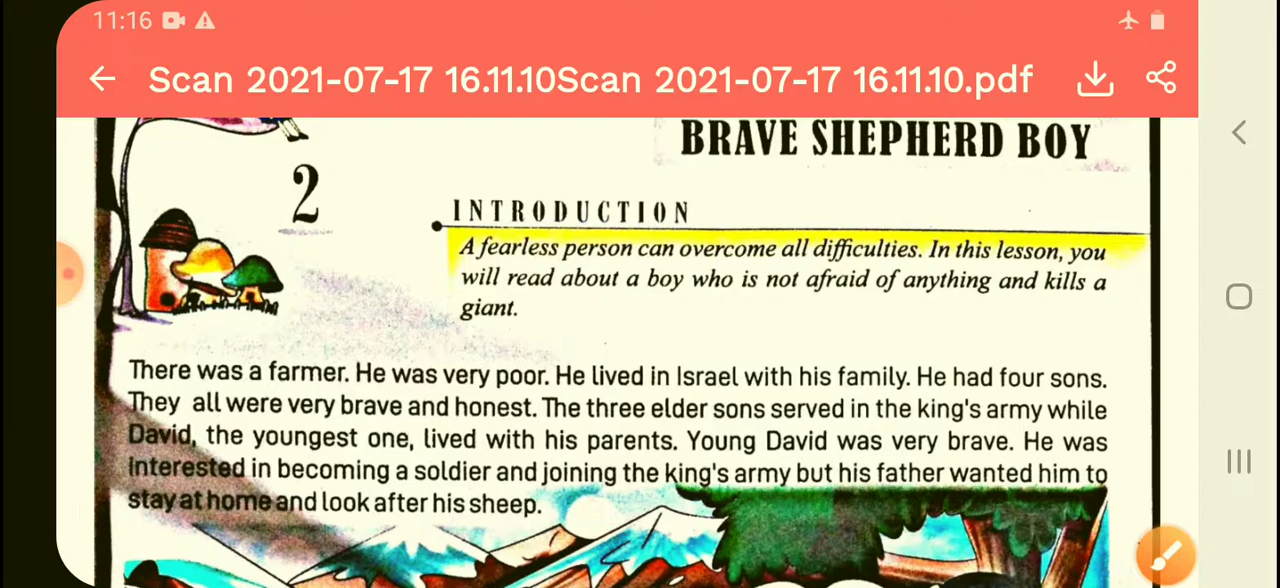 11:16
Scan 2021-07-17 16.11.10Scan 2021-07-17 16.11.10.pdf
BRAVE SHEPHERD BOY
2
INTRODUCTION
A fearless person can overcome all difficulties. In this lesson, you
will read about a boy who is not afraid of anything and kills a
giant.
There was a farmer. He was very poor. He lived in Israel with his family. He had four sons.
They all were very brave and honest. The three elder sons served in the king's army while
David, the youngest one, lived with his parents. Young David was very brave. He was
interested in becoming a soldier and joining the king's army but his father wanted him to
stay at home and look after his sheep.